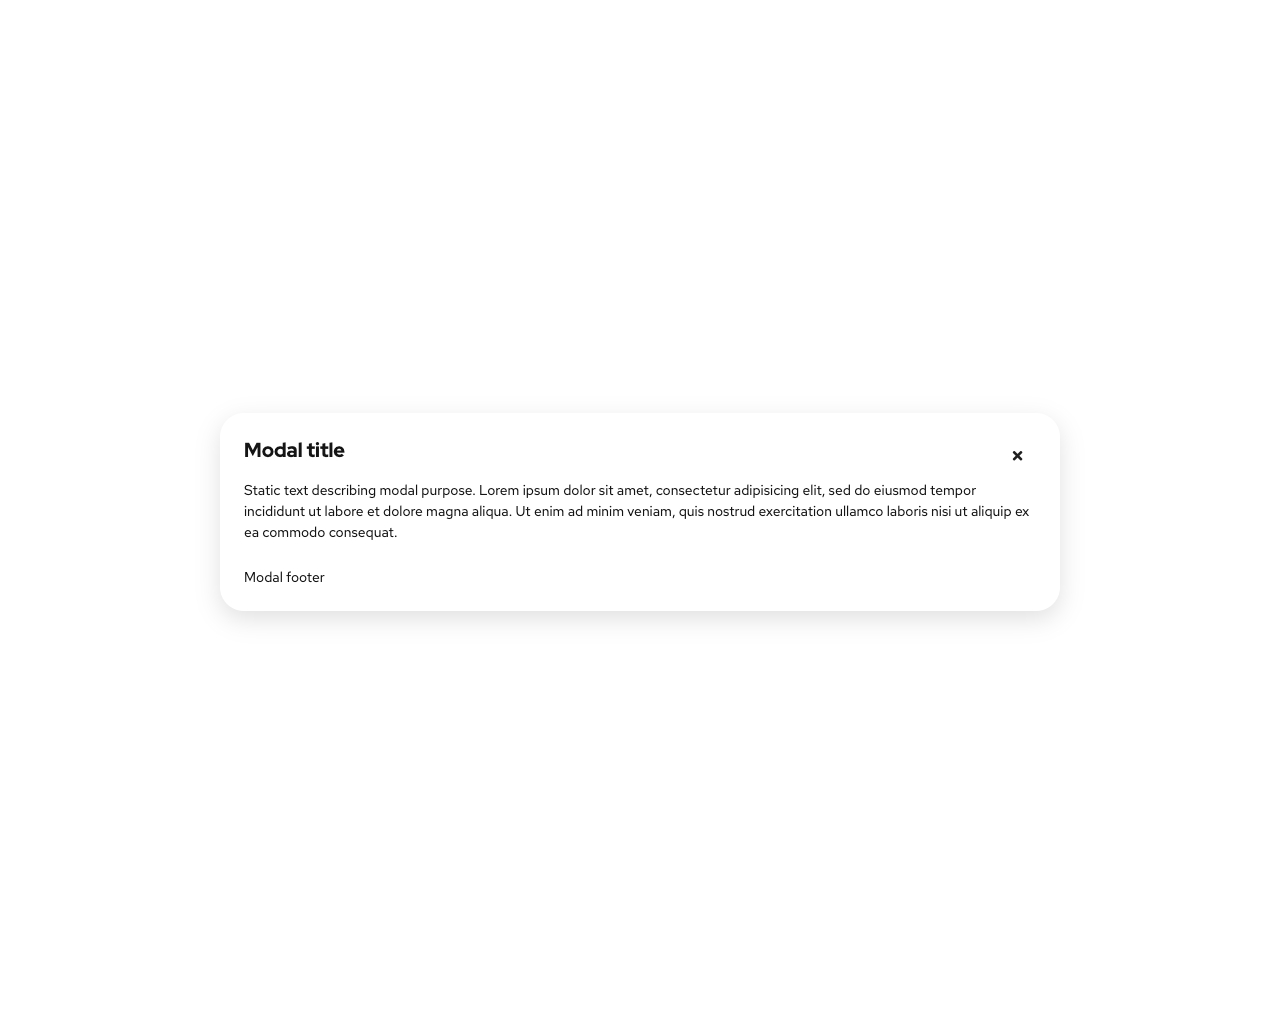 Modal title
Static text describing modal purpose. Lorem ipsum dolor sit amet, consectetur adipisicing elit, sed do eiusmod tempor
incididunt ut labore et dolore magna aliqua. Ut enim ad minim veniam, quis nostrud exercitation ullamco laboris nisi ut aliquip ex
ea commodo consequat.
Modal footer